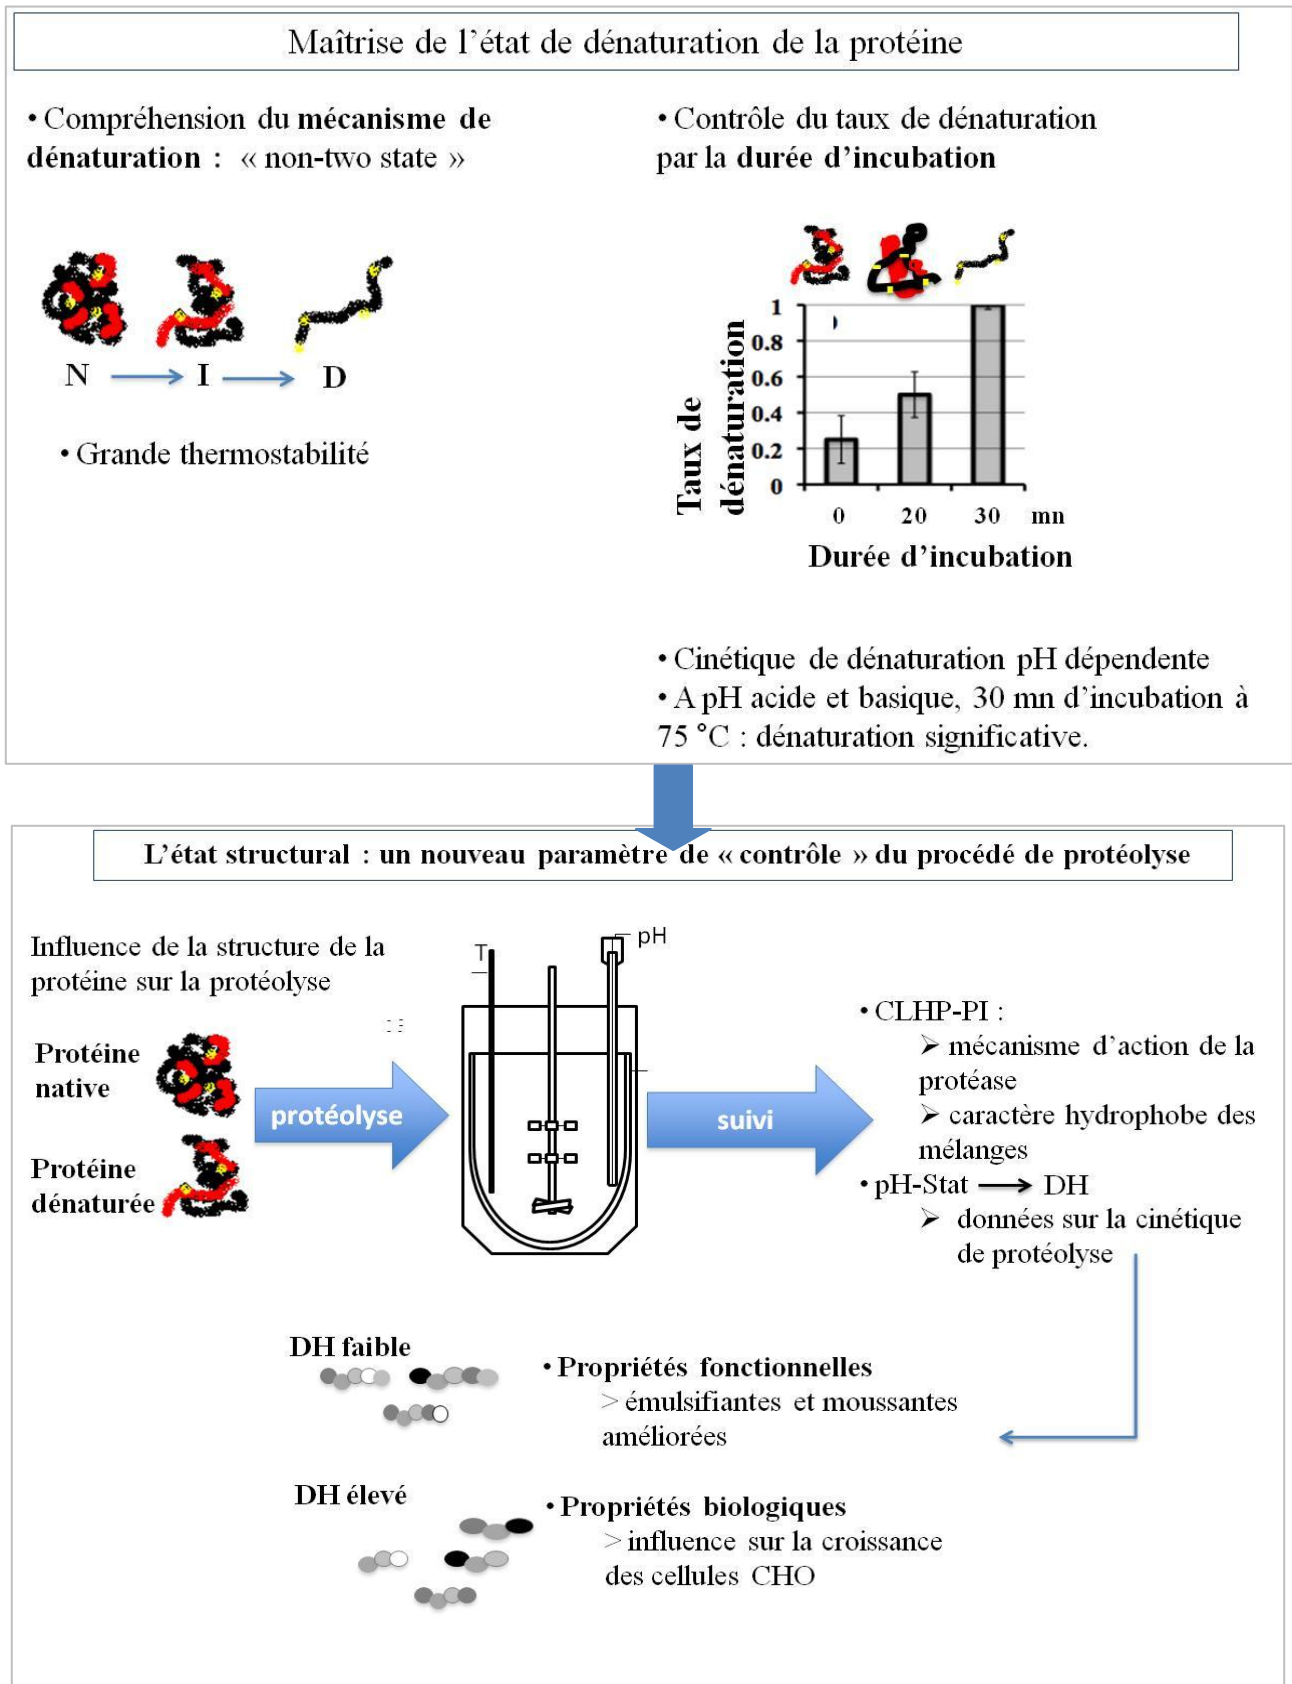 Maîtrise de l’état de dénaturation de la protéine
• Compréhension du mécanisme de
dénaturation : « non-two state »
N
I
D
• Grande thermostabilité
• Contrôle du taux de dénaturation
par la durée d’incubation
Taux de
dénaturation
1
0.8
0.6
0.4
0.2
0
0 20 30 mn
Durée d’incubation
• Cinétique de dénaturation pH dépendente
• A pH acide et basique, 30 mn d’incubation à
75 °C : dénaturation significative.
L’état structural : un nouveau paramètre de « contrôle » du procédé de protéolyse
Influence de la structure de la
protéine sur la protéolyse
Protéine
native
Protéine
dénaturée
protéolyse
T
pH
suivi
• CLHP-PI :
➢ mécanisme d’action de la
protéase
➢ caractère hydrophobe des
mélanges
• pH-Stat → DH
➢ données sur la cinétique
de protéolyse
DH faible
• Propriétés fonctionnelles
> émulsifiantes et moussantes
améliorées
DH élevé
• Propriétés biologiques
> influence sur la croissance
des cellules CHO